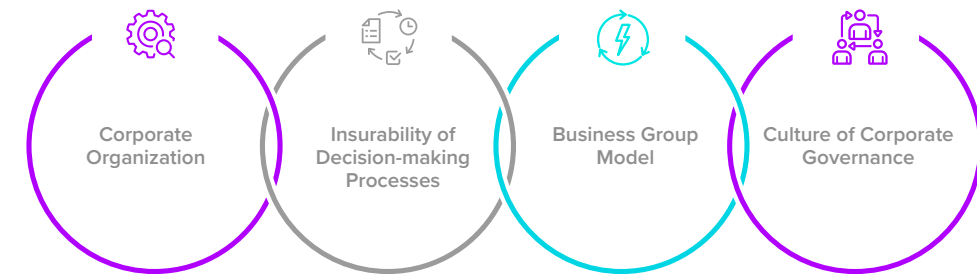 Corporate
Organization
Insurability of
Decision-making
Processes
Business Group
Model
Culture of Corporate
Governance